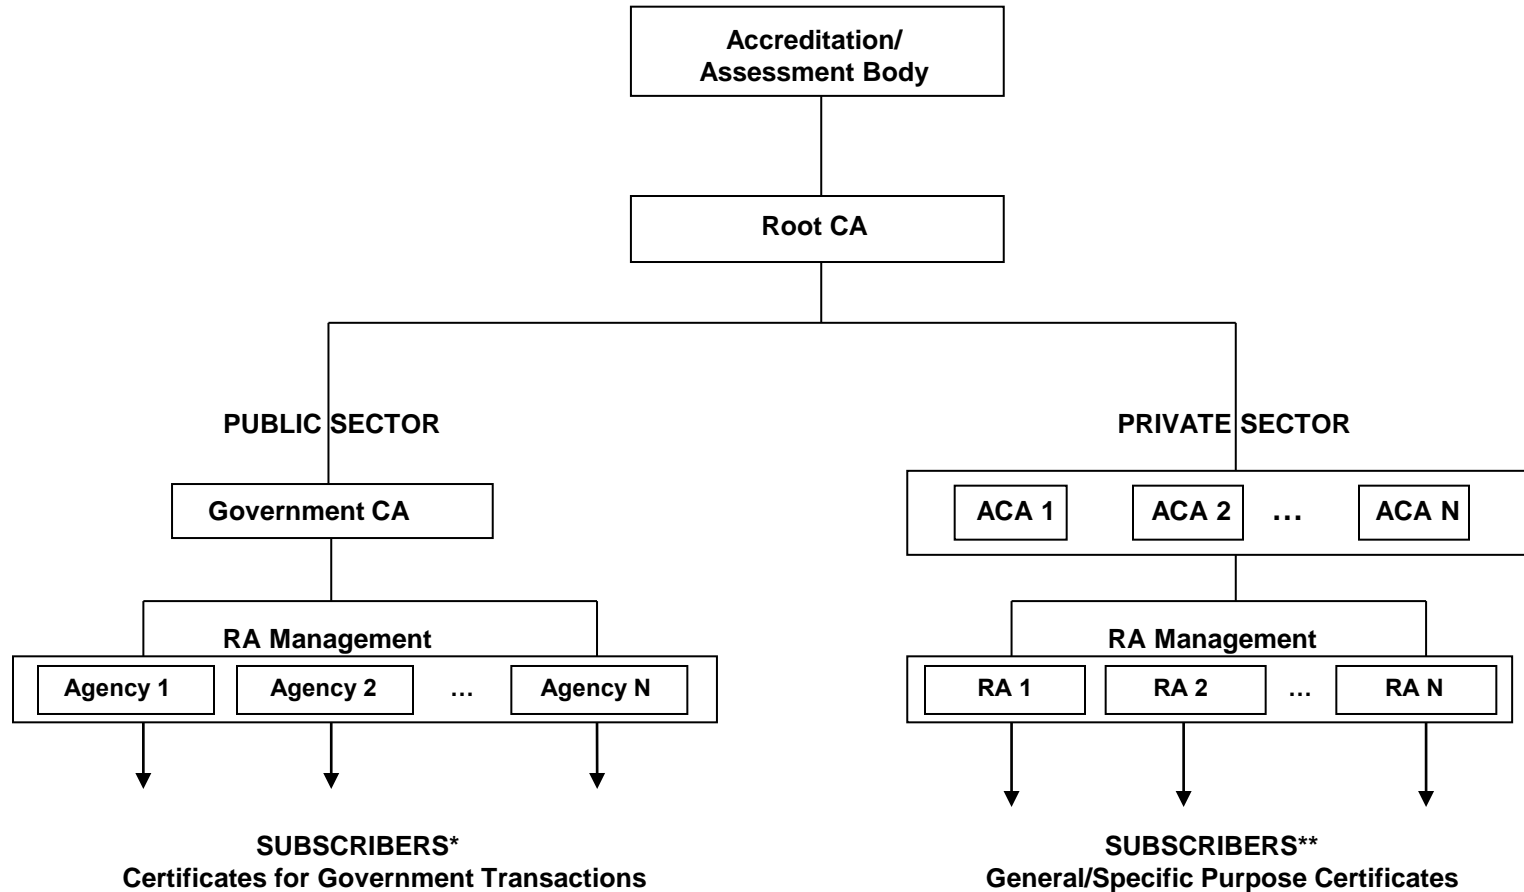 Accreditation/
Assessment Body
Root CA
PUBLIC SECTOR
PRIVATE SECTOR
Government CA
ACA 1
ACA 2
...
ACA N
RA Management
RA Management
Agency 1
Agency 2
...
Agency N
RA 1
RA 2
...
RA N
SUBSCRIBERS*
Certificates for Government Transactions
SUBSCRIBERS**
General/Specific Purpose Certificates